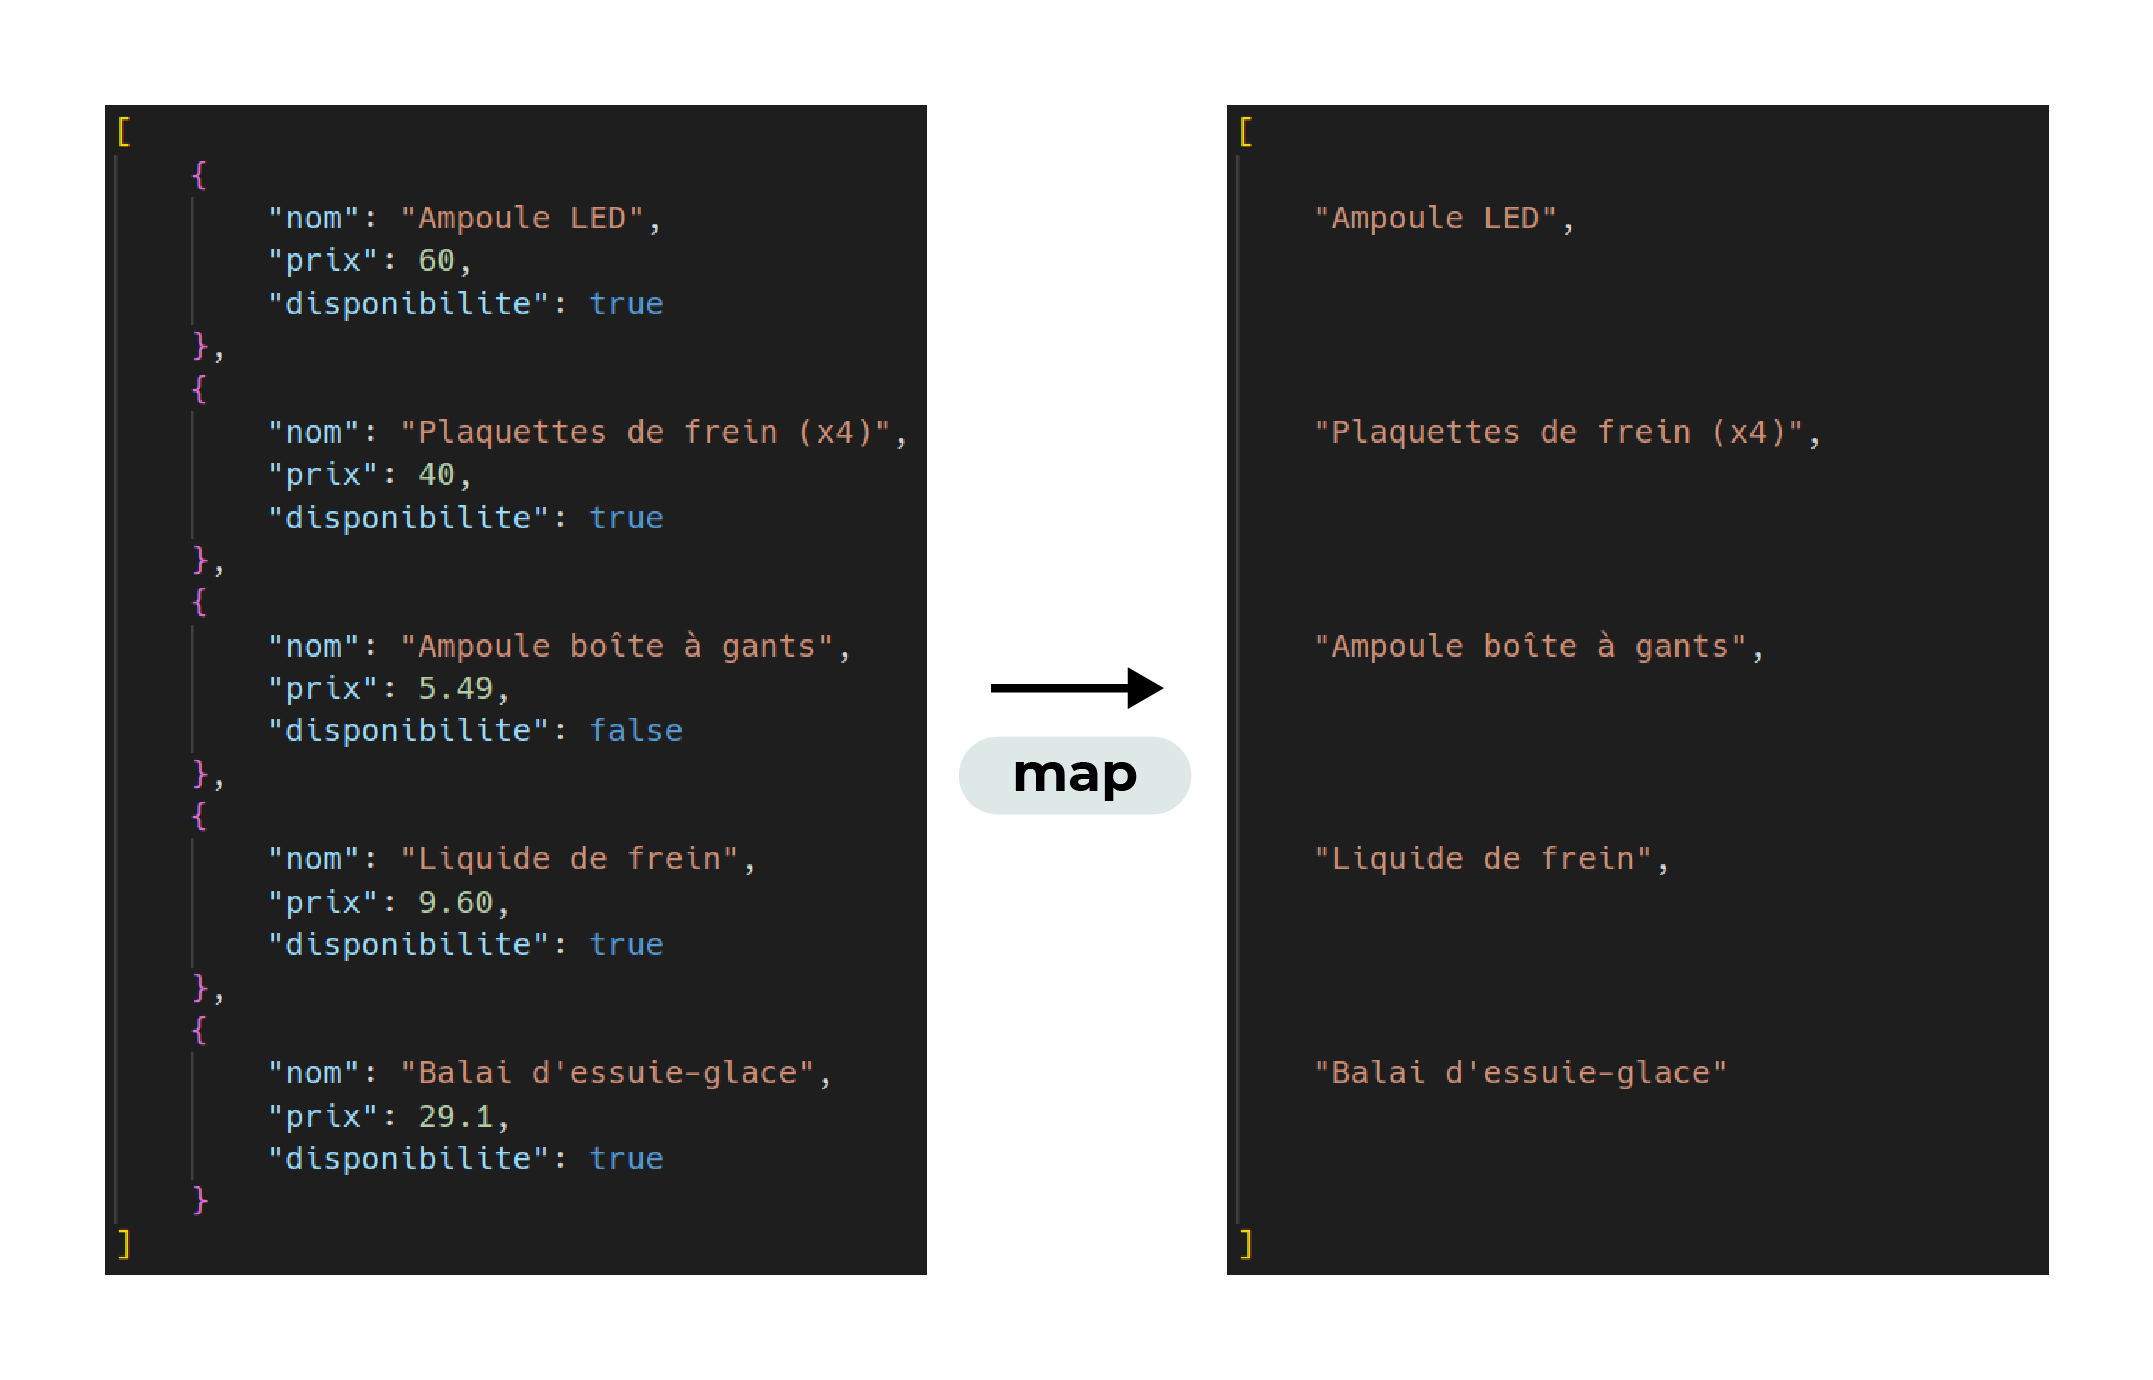 [
{
"nom": "Ampoule LED",
"prix": 60,
"disponibilite": true
},
{
"nom": "Plaquettes de frein (x4)",
"prix": 40,
"disponibilite": true
},
{
"nom": "Ampoule boîte à gants",
"prix": 5.49,
"disponibilite": false
},
{
"nom": "Liquide de frein",
"prix": 9.60,
"disponibilite": true
},
{
"nom": "Balai d'essuie-glace",
"prix": 29.1,
"disponibilite": true
}
]
map
[
"Ampoule LED",
"Plaquettes de frein (x4)",
"Ampoule boîte à gants",
"Liquide de frein",
"Balai d'essuie-glace"
]